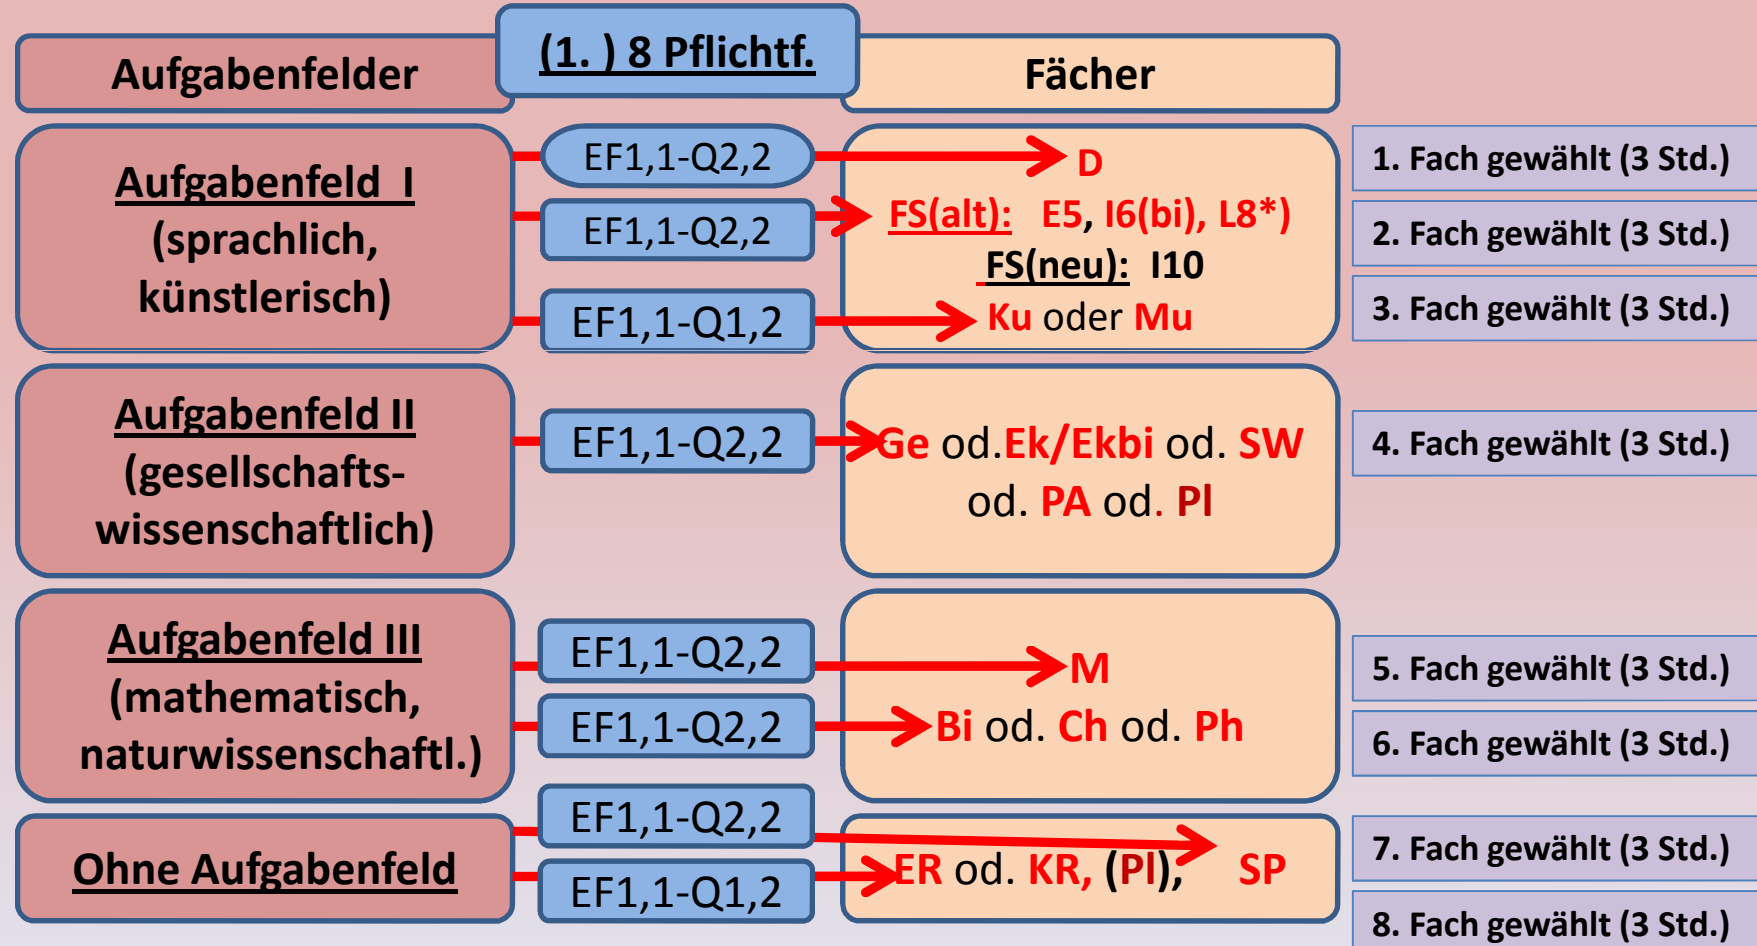 (1. ) 8 Pflichtf.
Aufgabenfelder
Fächer
Aufgabenfeld I
(sprachlich,
künstlerisch)
EF1,1-Q2,2
EF1,1-Q2,2
EF1,1-Q1,2
D
FS(alt): E5, I6(bi), L8*)
FS(neu): I10
Ku oder Mu
1. Fach gewählt (3 Std.)
2. Fach gewählt (3 Std.)
3. Fach gewählt (3 Std.)
Aufgabenfeld II
(gesellschafts-
wissenschaftlich)
EF1,1-Q2,2
Ge od.Ek/Ekbi od. SW
od. PA od. Pl
4. Fach gewählt (3 Std.)
Aufgabenfeld III
(mathematisch,
naturwissenschaftl.)
EF1,1-Q2,2
EF1,1-Q2,2
M
Bi od. Ch od. Ph
5. Fach gewählt (3 Std.)
6. Fach gewählt (3 Std.)
Ohne Aufgabenfeld
EF1,1-Q2,2
EF1,1-Q1,2
ER od. KR, (Pl), SP
7. Fach gewählt (3 Std.)
8. Fach gewählt (3 Std.)